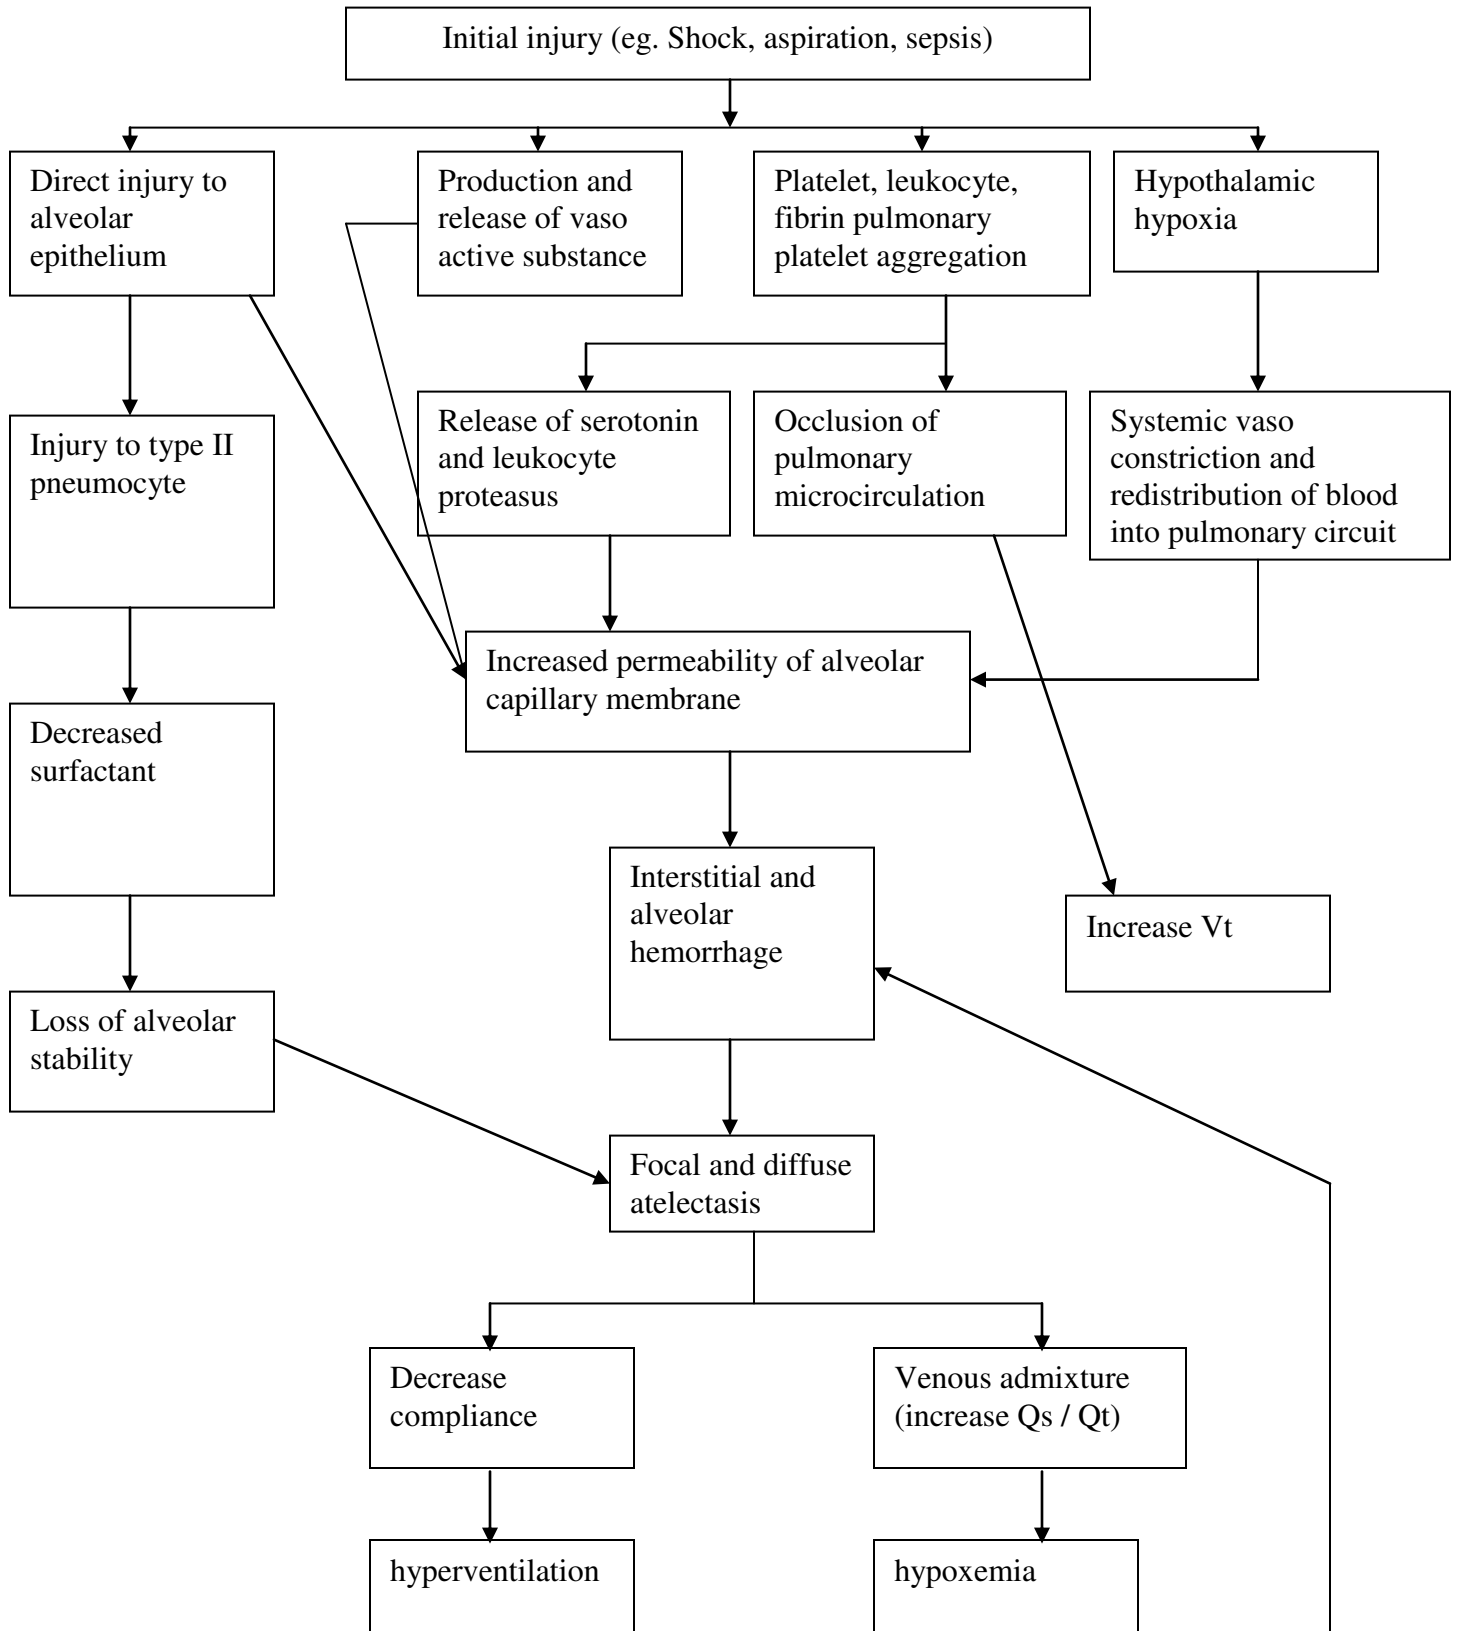 Initial injury (eg. Shock, aspiration, sepsis)
Direct injury to
alveolar
epithelium
Production and
release of vaso
active substance
Platelet, leukocyte,
fibrin pulmonary
platelet aggregation
Hypothalamic
hypoxia
Injury to type II
pneumocyte
Release of serotonin
and leukocyte
proteasus
Occlusion of
pulmonary
microcirculation
Systemic vaso
constriction and
redistribution of blood
into pulmonary circuit
Increased permeability of alveolar
capillary membrane
Decreased
surfactant
Interstitial and
alveolar
hemorrhage
Increase Vt
Loss of alveolar
stability
Focal and diffuse
atelectasis
Decrease
compliance
Venous admixture
(increase Qs / Qt)
hyperventilation
hypoxemia